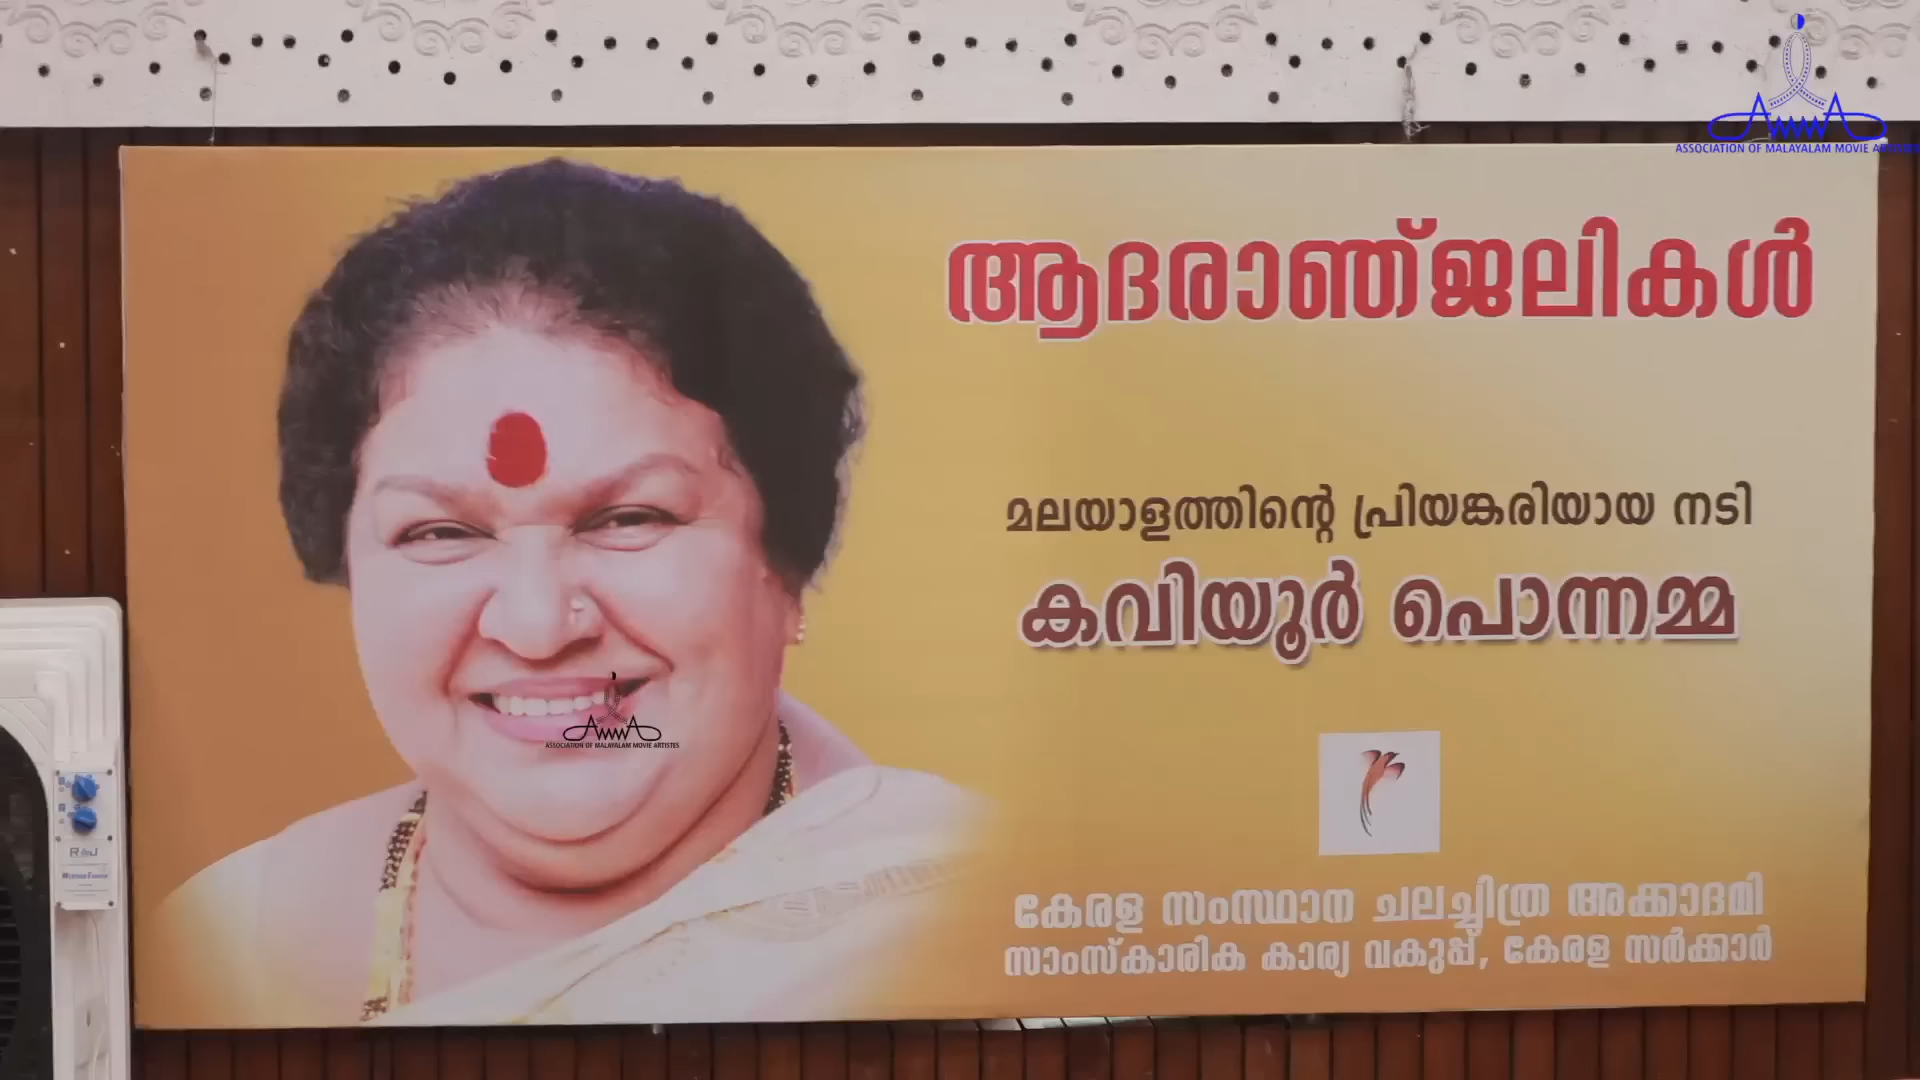 ASSOCIATION OF MALAYALAM MOVIE ARTISTES
ആദരാഞ്ജലികൾ
മലയാളത്തിന്റെ പ്രിയങ്കരിയായ നടി
കവിയൂർ പൊന്നമ്മ
ASSOCIATION OF MALAYALAM MOVIE ARTISTES
കേരള സംസ്ഥാന ചലച്ചിത്ര അക്കാദമി
സാംസ്കാരിക കാര്യ വകുപ്പ്, കേരള സർക്കാർ